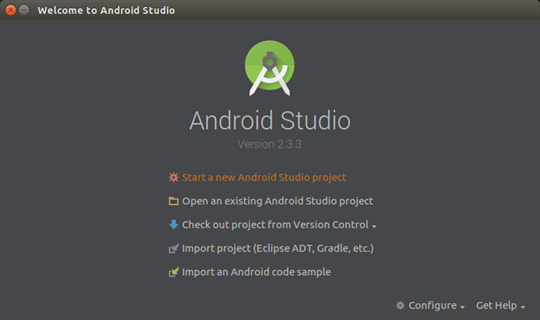 Welcome to Android Studio
Android Studio
Version 2.3.3
Start a new Android Studio project
Open an existing Android Studio project
Check out project from Version Control
Import project (Eclipse ADT, Gradle, etc.)
Import an Android code sample
Configure Get Help